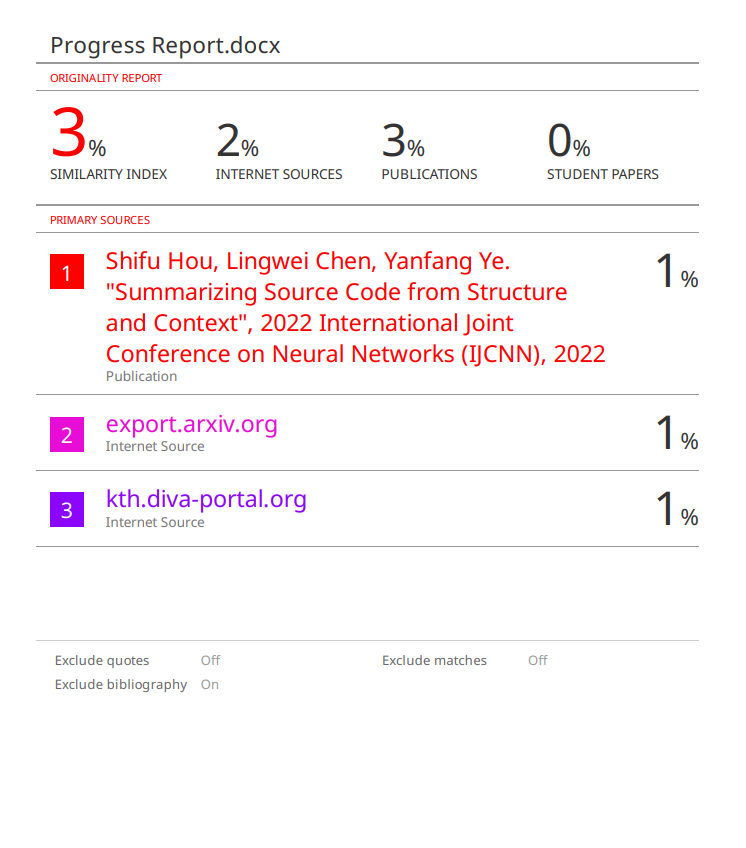 Progress Report.docx
ORIGINALITY REPORT
3% 2% 3% 0%
SIMILARITY INDEX INTERNET SOURCES PUBLICATIONS STUDENT PAPERS
PRIMARY SOURCES
1 Shifu Hou, Lingwei Chen, Yanfang Ye. 1%
"Summarizing Source Code from Structure
and Context", 2022 International Joint
Conference on Neural Networks (IJCNN), 2022
Publication
2 export.arxiv.org 1%
Internet Source
3 kth.diva-portal.org 1%
Internet Source
Exclude quotes Off Exclude matches Off
Exclude bibliography On